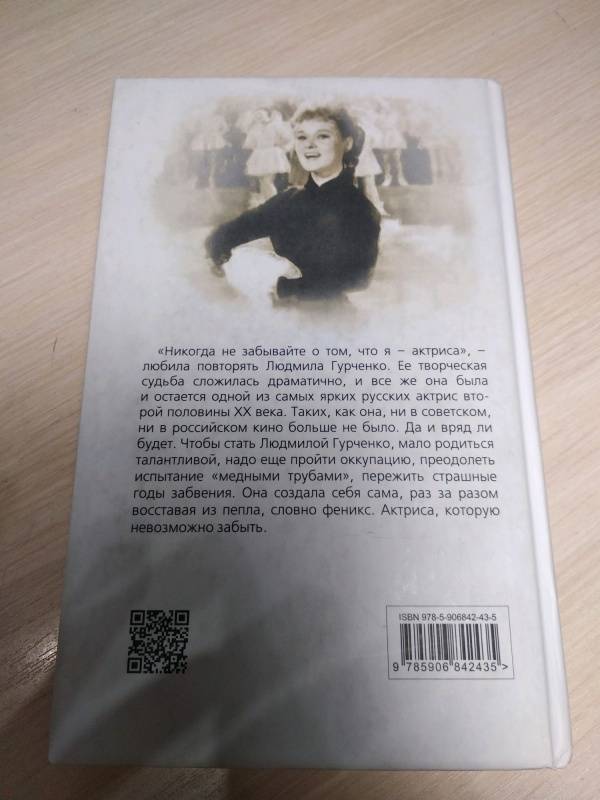 «Никогда не забывайте о том, что я – актриса», –
любила повторять Людмила Гурченко. Ее творческая
судьба сложилась драматично, и все же она была
и остается одной из самых ярких русских актрис вто-
рой половины XX века. Таких, как она, ни в советском,
ни в российском кино больше не было. Да и вряд ли
будет. Чтобы стать Людмилой Гурченко, мало родиться
талантливой, надо еще пройти оккупацию, преодолеть
испытание «медными трубами», пережить страшные
годы забвения. Она создала себя сама, раз за разом
восставая из пепла, словно феникс. Актриса, которую
невозможно забыть.
ISBN 978-5-906842-43-5
9 785906 842435>